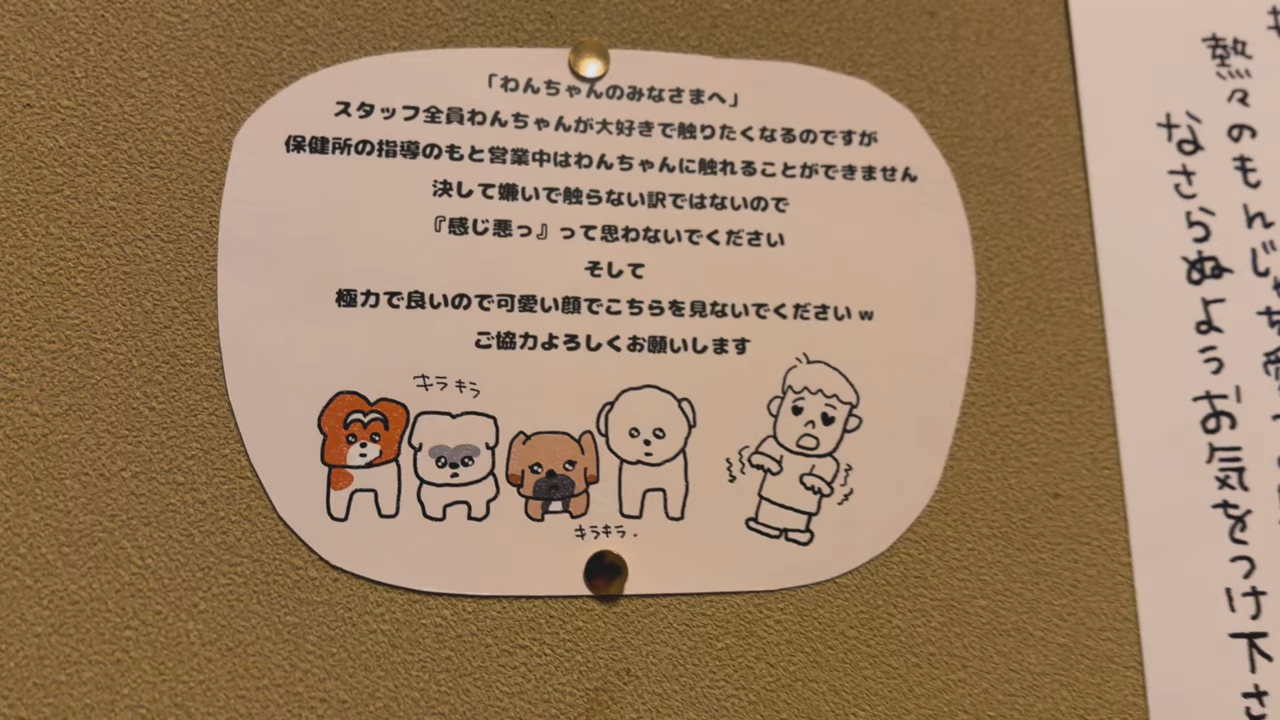 「わんちゃんのみなさまへ」
スタッフ全員わんちゃんが大好きで触りたくなるのですが
保健所の指導のもと営業中はわんちゃんに触れることができません
決して嫌いで触らない訳ではないので
『感じ悪っ』って思わないでください
そして
極力で良いので可愛い顔でこちらを見ないでくださいw
ご協力よろしくお願いします
キラキラ
キラキラ.
熱々のもんじゃや
なさらぬようお気をつけ下さ